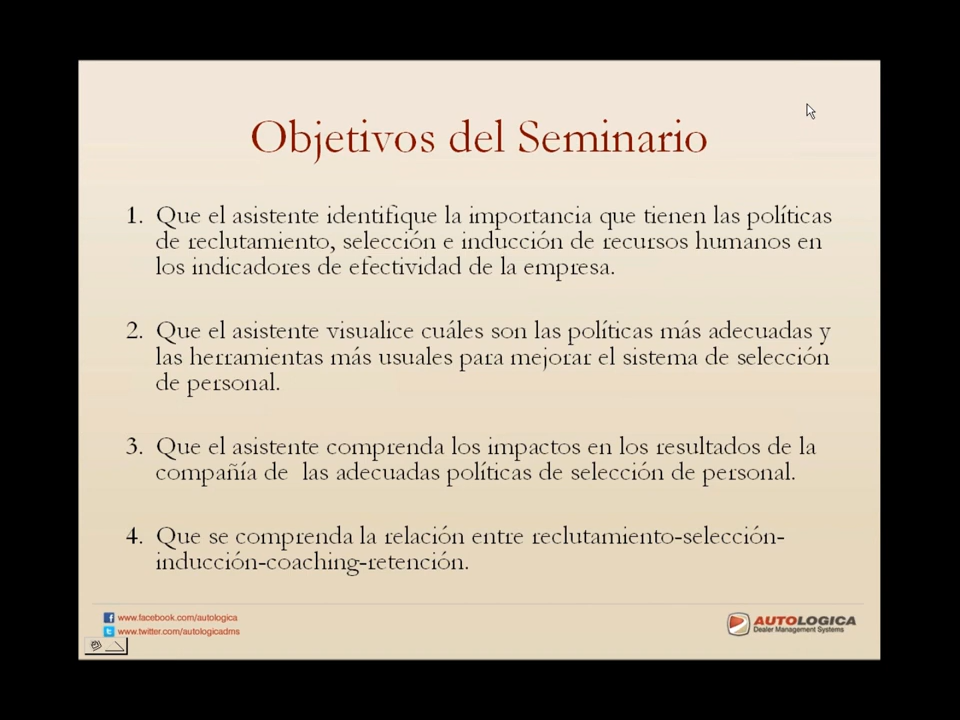 Objetivos del Seminario
1. Que el asistente identifique la importancia que tienen las políticas
de reclutamiento, selección e inducción de recursos humanos en
los indicadores de efectividad de la empresa.
2. Que el asistente visualice cuáles son las políticas más adecuadas y
las herramientas más usuales para mejorar el sistema de selección
de personal.
3. Que el asistente comprenda los impactos en los resultados de la
compañía de  las adecuadas políticas de selección de personal.
4. Que se comprenda la relación entre reclutamiento-selección-
inducción-coaching-retención.
www.facebook.com/autologica
www.twitter.com/autologicadms
AUTOLOGICA
Dealer Management Systems